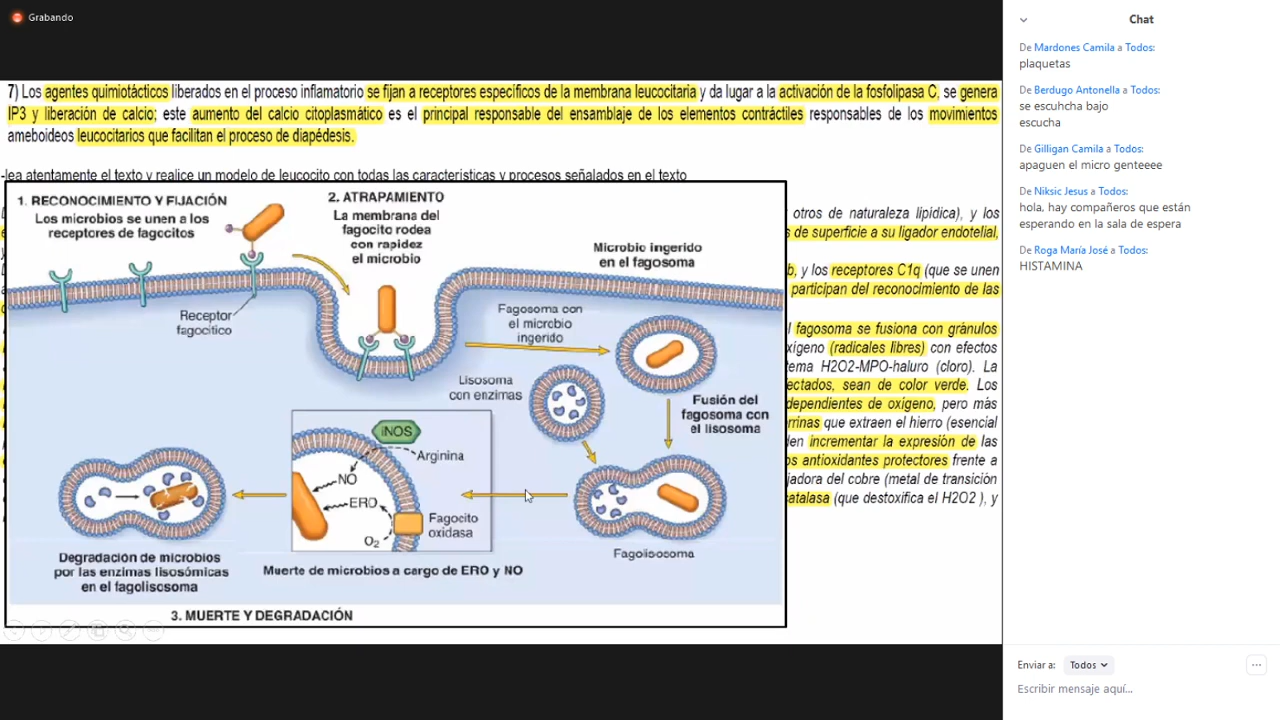 Grabando
7) Los agentes quimiotácticos liberados en el proceso inflamatorio se fijan a receptores específicos de la membrana leucocitaria y da lugar a la activación de la fosfolipasa C, se genera
IP3 y liberación de calcio; este aumento del calcio citoplasmático es el principal responsable del ensamblaje de los elementos contráctiles responsables de los movimientos
ameboideos leucocitarios que facilitan el proceso de diapédesis.
-lea atentamente el texto y realice un modelo de leucocito con todas las características y procesos señalados en el texto
otros de naturaleza lipídica), y los
s de superficie a su ligador endotelial,
b, y los receptores C1q (que se unen
participan del reconocimiento de las
l fagosoma se fusiona con gránulos
xígeno (radicales libres) con efectos
tema H2O2-MPO-haluro (cloro). La
ectados, sean de color verde. Los
dependientes de oxígeno, pero más
rrinas que extraen el hierro (esencial
den incrementar la expresión de las
os antioxidantes protectores frente a
jadora del cobre (metal de transición
catalasa (que destoxifica el H2O2 ), y
1. RECONOCIMIENTO Y FIJACIÓN
Los microbios se unen a los
receptores de fagocitos
2. ATRAPAMIENTO
La membrana del
fagocito rodea
con rapidez
el microbio
Microbio ingerido
en el fagosoma
Receptor
fagocítico
Fagosoma con
el microbio
ingerido
Lisosoma
con enzimas
Fusión del
fagosoma con
el lisosoma
iNOS
Arginina
NO
ERO
Fagocito
oxidasa
O2
Fagolisosoma
Degradación de microbios
por las enzimas lisosómicas
en el fagolisosoma
Muerte de microbios a cargo de ERO y NO
3. MUERTE Y DEGRADACIÓN
Chat
De Mardones Camila a Todos:
plaquetas
De Berdugo Antonella a Todos:
se escuhcha bajo
escucha
De Gilligan Camila a Todos:
apaguen el micro genteeee
De Niksic Jesus a Todos:
hola, hay compañeros que están
esperando en la sala de espera
De Roga María José a Todos:
HISTAMINA
Enviar a: Todos
Escribir mensaje aquí...